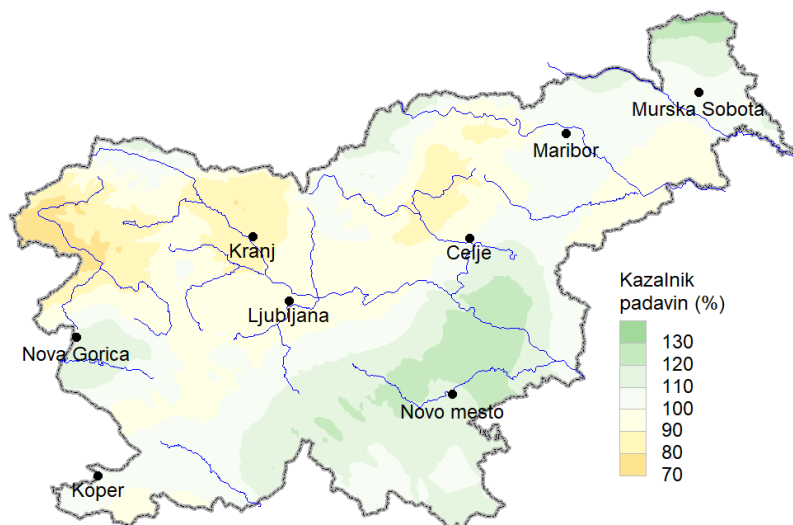 Murska Sobota
Maribor
Kranj
Celje
Ljubljana
Nova Gorica
Novo mesto
Koper
Kazalnik
padavin (%)
130
120
110
100
90
80
70